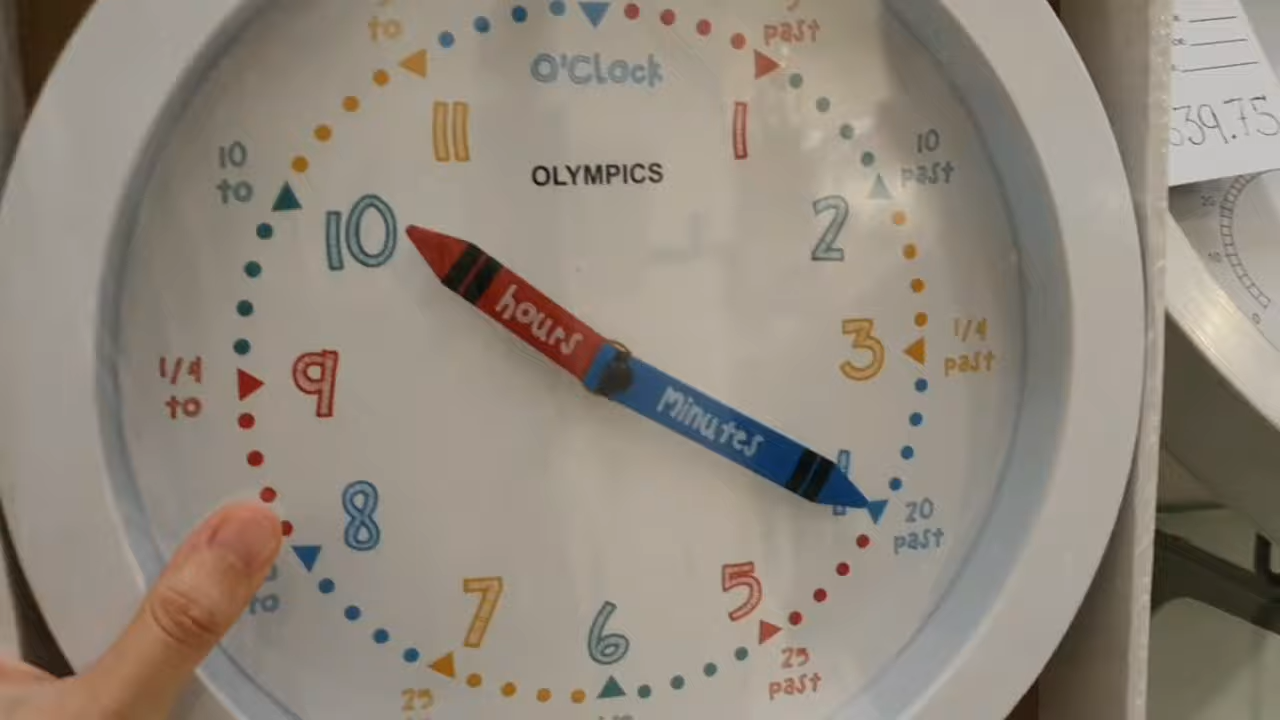 to
past
O'Clock
11
1
OLYMPICS
10
to
10
past
10
2
hours
1/4
to
9
3
1/4
past
minutes
8
4
20
past
to
7
6
5
25
past
25
$39.75